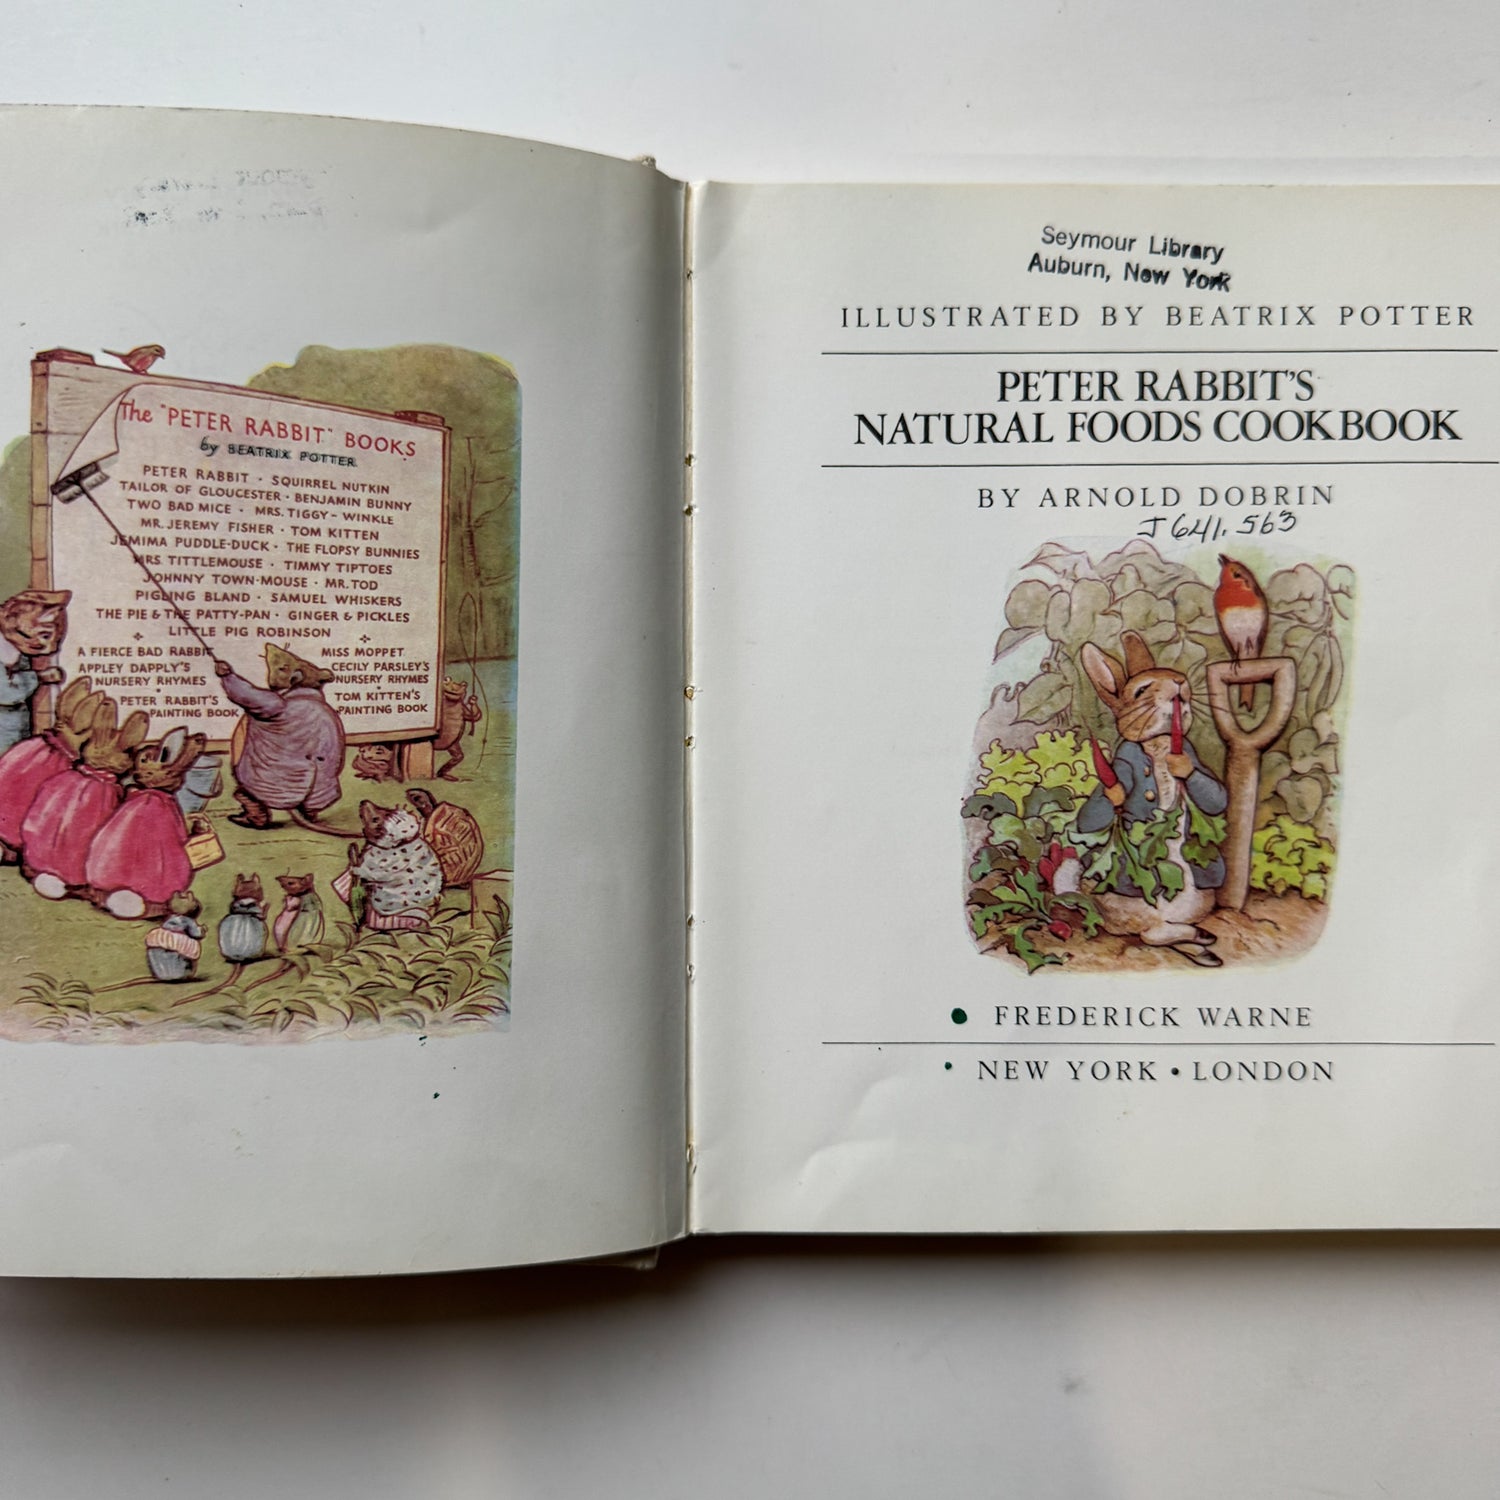 The "PETER RABBIT" BOOKS
by BEATRIX POTTER
PETER RABBIT · SQUIRREL NUTKIN
TAILOR OF GLOUCESTER · BENJAMIN BUNNY
TWO BAD MICE · MRS. TIGGY-WINKLE
MR. JEREMY FISHER · TOM KITTEN
JEMIMA PUDDLE-DUCK · THE FLOPSY BUNNIES
MRS. TITTLEMOUSE · TIMMY TIPTOES
JOHNNY TOWN-MOUSE · MR. TOD
PIGLING BLAND · SAMUEL WHISKERS
THE PIE & THE PATTY-PAN · GINGER & PICKLES
LITTLE PIG ROBINSON
A FIERCE BAD RABBIT
APPLEY DAPPLY'S
NURSERY RHYMES
PETER RABBIT'S
PAINTING BOOK
MISS MOPPET
CECILY PARSLEY'S
NURSERY RHYMES
TOM KITTEN'S
PAINTING BOOK
Seymour Library
Auburn, New York
ILLUSTRATED BY BEATRIX POTTER
PETER RABBIT'S
NATURAL FOODS COOKBOOK
BY ARNOLD DOBRIN
J 641.563
FREDERICK WARNE
NEW YORK • LONDON